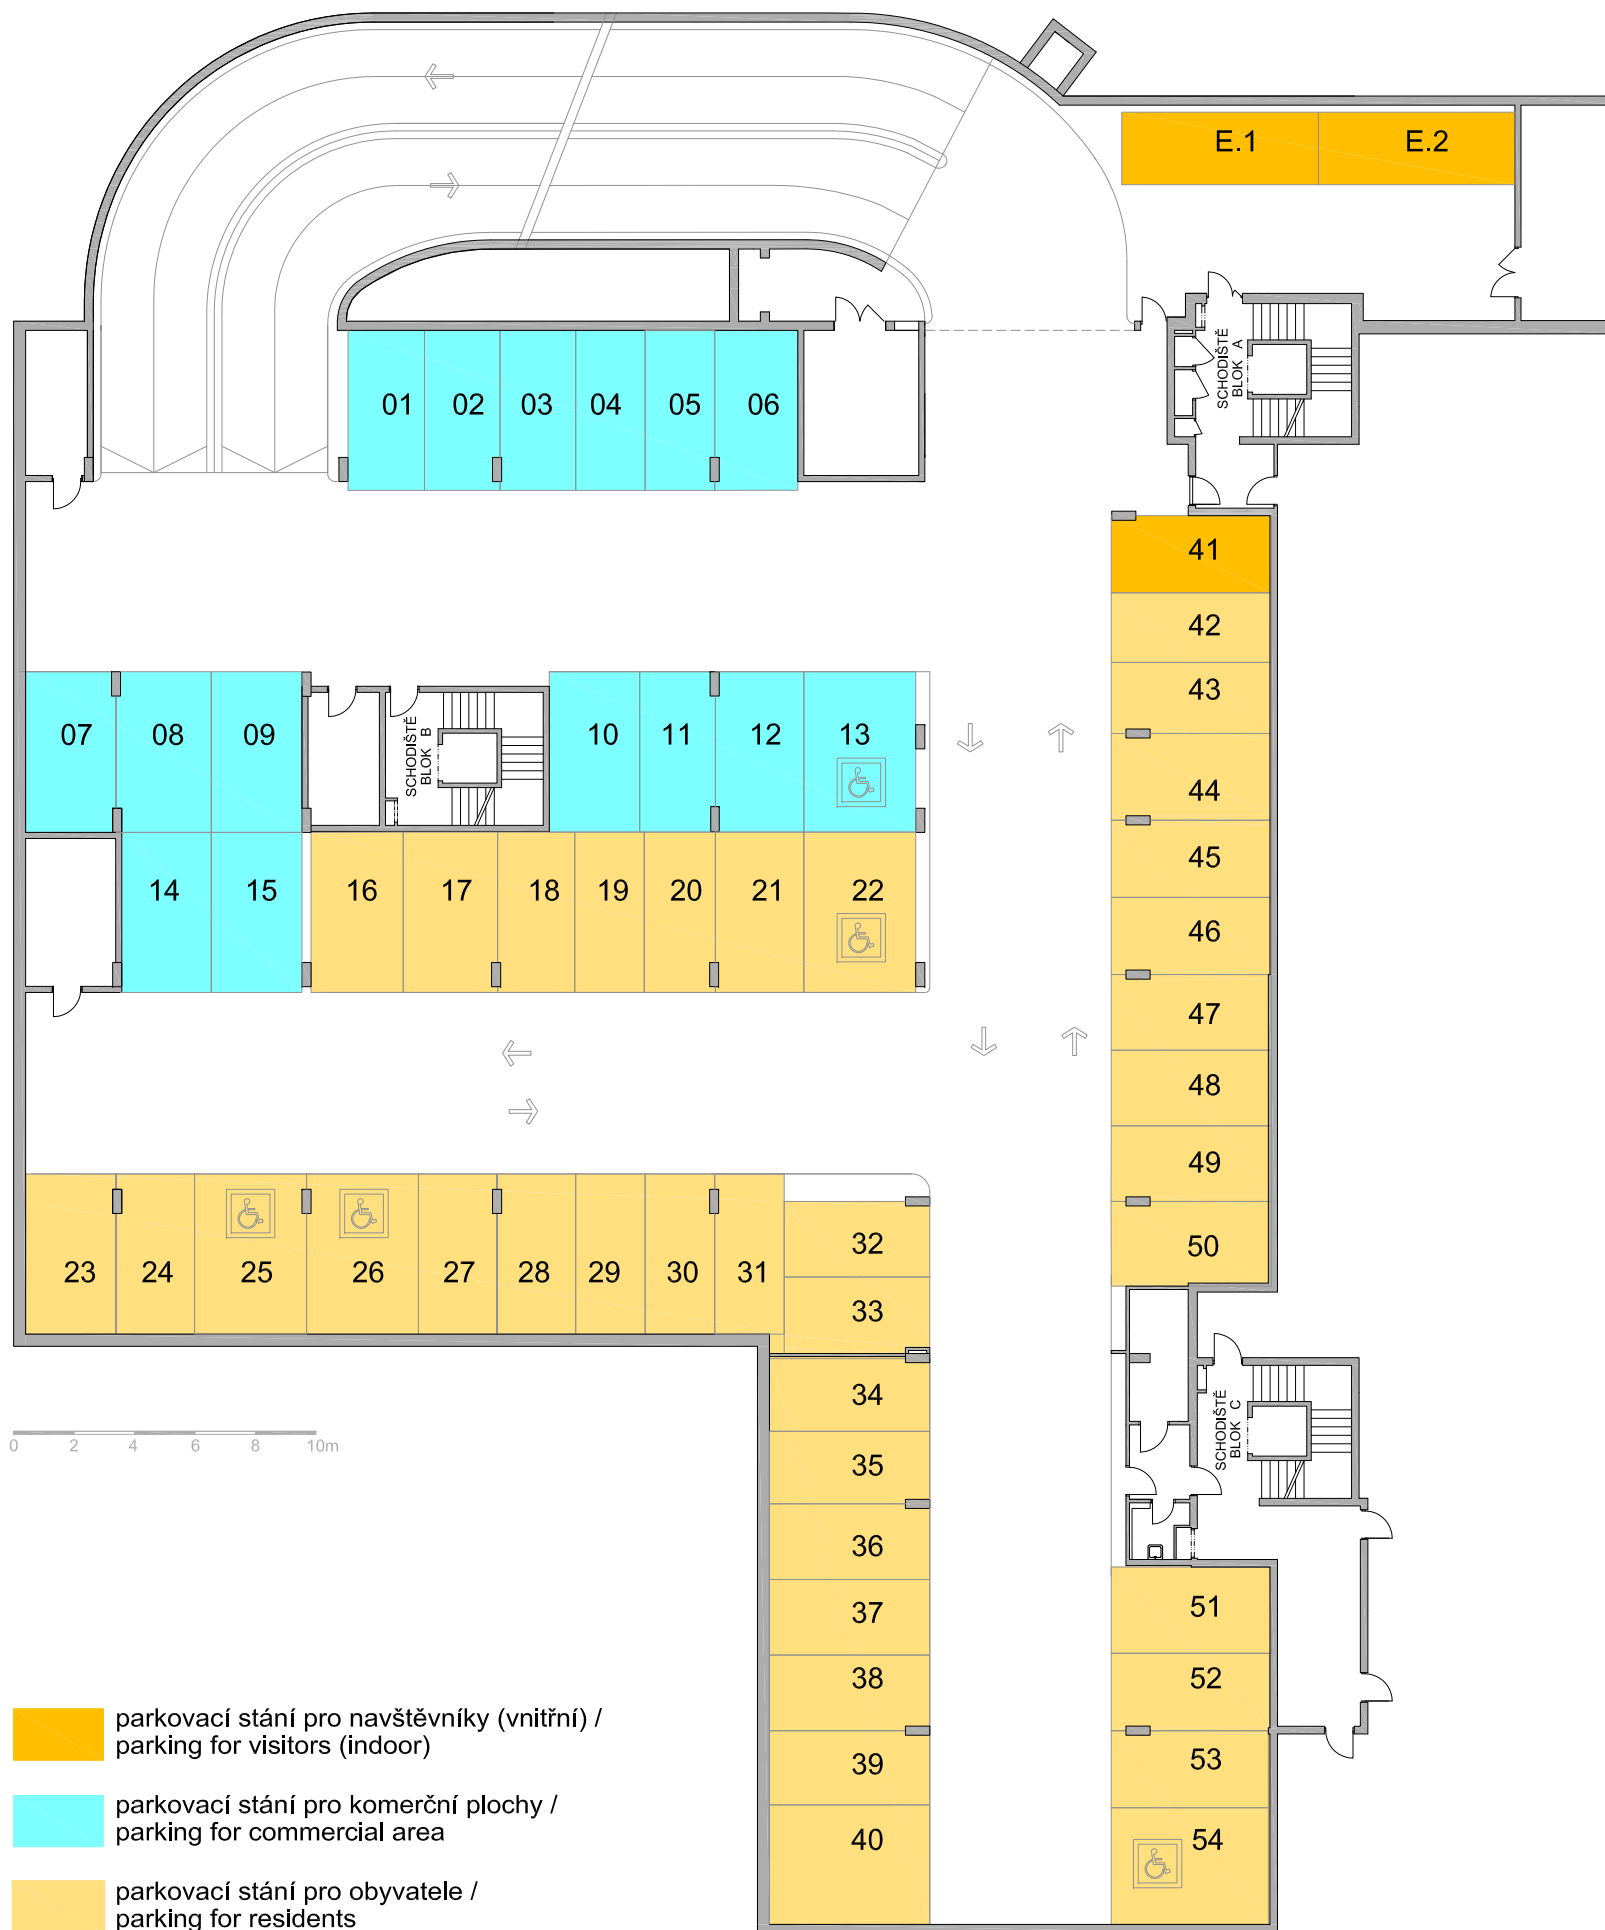 E.1 E.2
SCHODIŠTĚ
BLOK A
01 02 03 04 05 06
41
42
43
44
45
46
47
48
49
50
07 08 09
SCHODIŠTĚ
BLOK B
10 11 12 13
14 15 16 17 18 19 20 21 22
23 24 25 26 27 28 29 30 31
32
33
34
35
36
37
38
39
40
SCHODIŠTĚ
BLOK C
51
52
53
54
0 2 4 6 8 10m
parkovací stání pro navštěvníky (vnitřní) /
parking for visitors (indoor)
parkovací stání pro komerční plochy /
parking for commercial area
parkovací stání pro obyvatele /
parking for residents